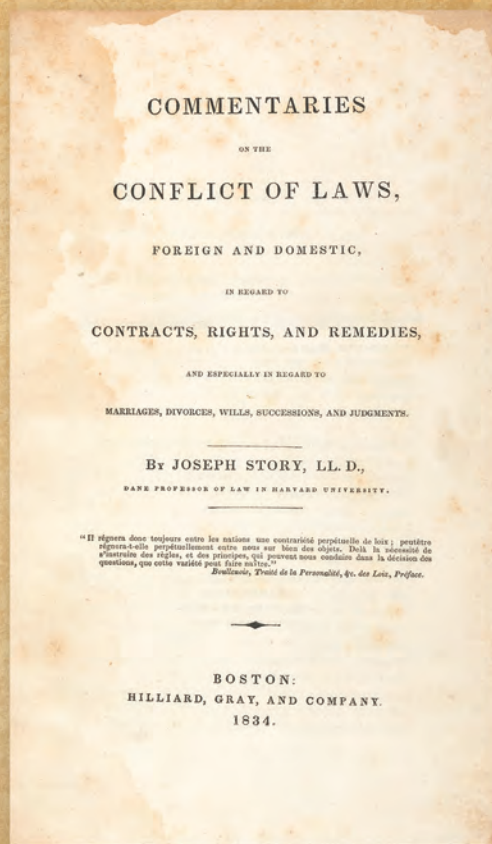 COMMENTARIES
ON THE
CONFLICT OF LAWS,
FOREIGN AND DOMESTIC,
IN REGARD TO
CONTRACTS, RIGHTS, AND REMEDIES,
AND ESPECIALLY IN REGARD TO
MARRIAGES, DIVORCES, WILLS, SUCCESSIONS, AND JUDGMENTS.
BY JOSEPH STORY, LL. D.,
DANE PROFESSOR OF LAW IN HARVARD UNIVERSITY.
"Il régnera donc toujours entre les nations une contrariété perpétuelle de loix; peutêtre
régnera-t-elle perpétuellement entre nous sur bien des objets. Delà la nécessité de
s'instruire des règles, et des principes, qui peuvent nous conduire dans la décision des
questions, que cette variété peut faire naître."
Boullenois, Traité de la Personalité, &c. des Loix, Préface.
BOSTON:
HILLIARD, GRAY, AND COMPANY.
1834.